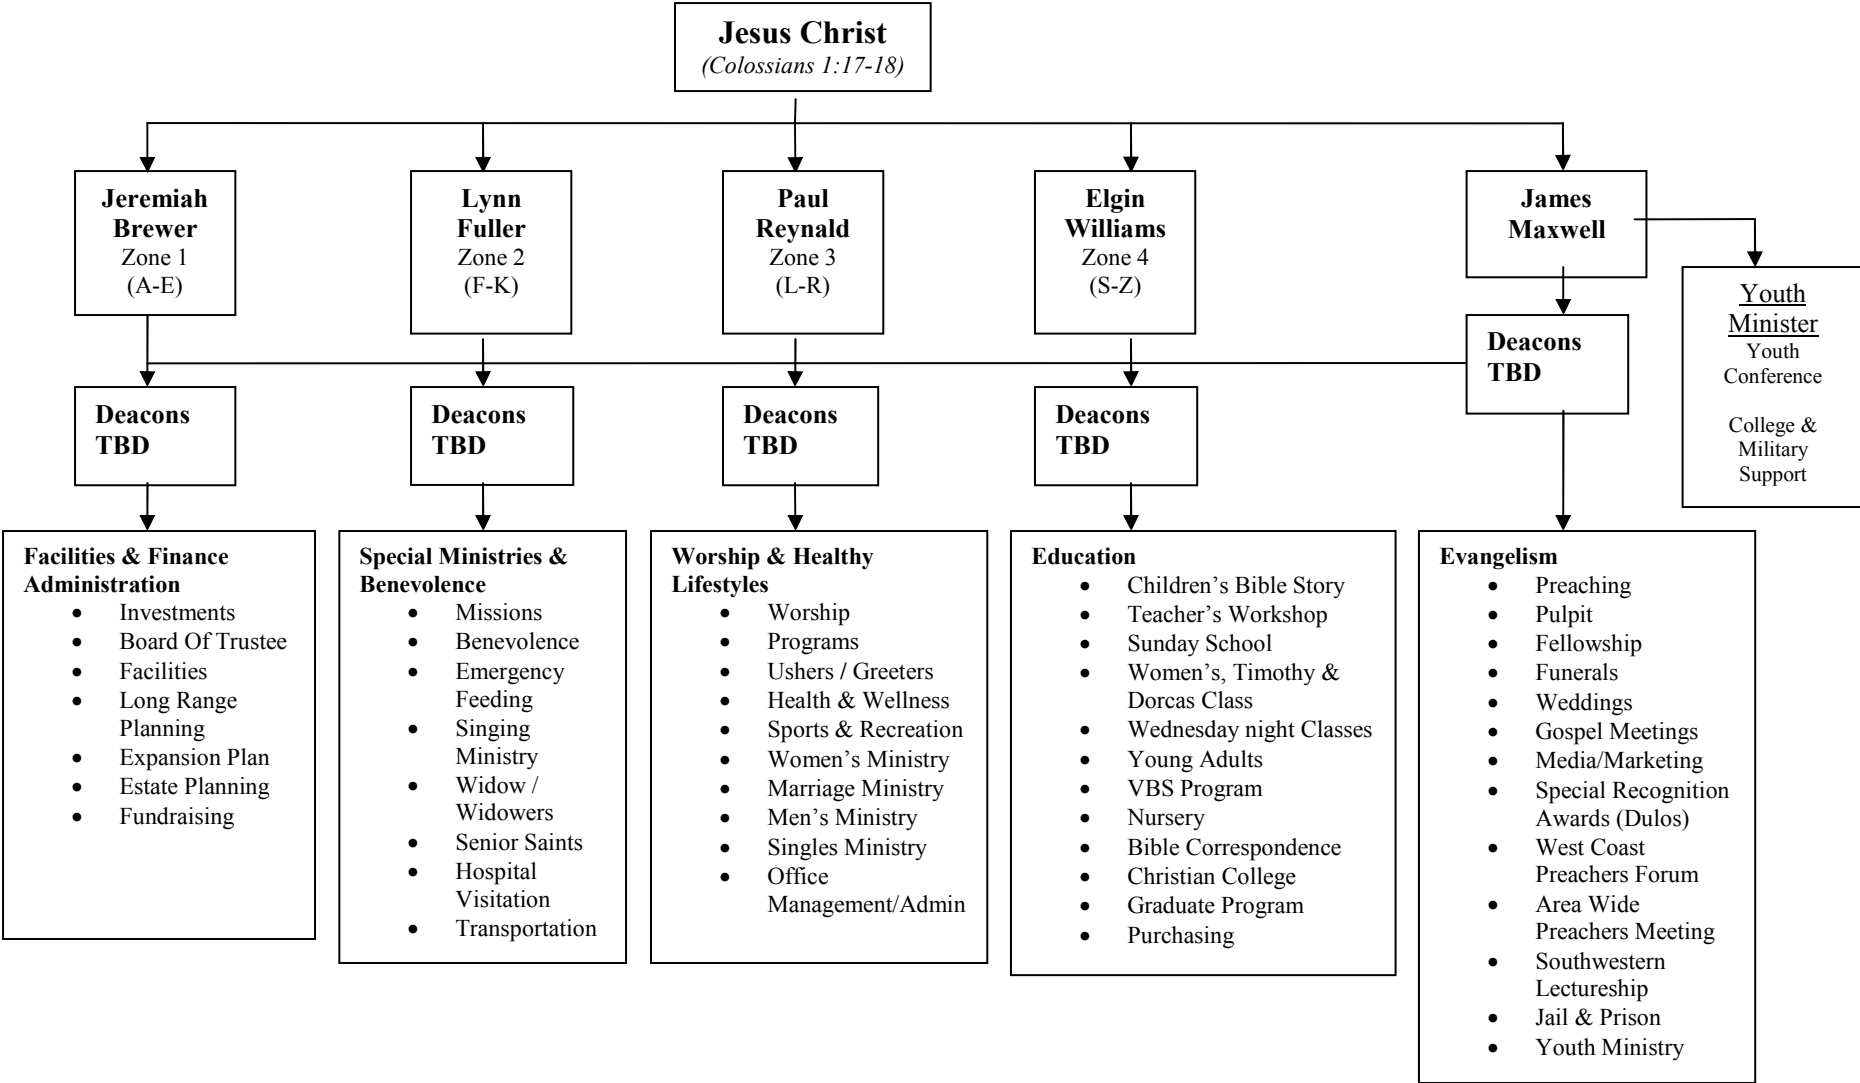 Jesus Christ
(Colossians 1:17-18)
Jeremiah
Brewer
Zone 1
(A-E)
Lynn
Fuller
Zone 2
(F-K)
Paul
Reynald
Zone 3
(L-R)
Elgin
Williams
Zone 4
(S-Z)
James
Maxwell
Youth
Minister
Youth
Conference
College &
Military
Support
Deacons
TBD
Deacons
TBD
Deacons
TBD
Deacons
TBD
Deacons
TBD
Facilities & Finance
Administration
• Investments
• Board Of Trustee
• Facilities
• Long Range
Planning
• Expansion Plan
• Estate Planning
• Fundraising
Special Ministries &
Benevolence
• Missions
• Benevolence
• Emergency
Feeding
• Singing
Ministry
• Widow /
Widowers
• Senior Saints
• Hospital
Visitation
• Transportation
Worship & Healthy
Lifestyles
• Worship
• Programs
• Ushers / Greeters
• Health & Wellness
• Sports & Recreation
• Women’s Ministry
• Marriage Ministry
• Men’s Ministry
• Singles Ministry
• Office
Management/Admin
Education
• Children’s Bible Story
• Teacher’s Workshop
• Sunday School
• Women’s, Timothy &
Dorcas Class
• Wednesday night Classes
• Young Adults
• VBS Program
• Nursery
• Bible Correspondence
• Christian College
• Graduate Program
• Purchasing
Evangelism
• Preaching
• Pulpit
• Fellowship
• Funerals
• Weddings
• Gospel Meetings
• Media/Marketing
• Special Recognition
Awards (Dulos)
• West Coast
Preachers Forum
• Area Wide
Preachers Meeting
• Southwestern
Lectureship
• Jail & Prison
• Youth Ministry